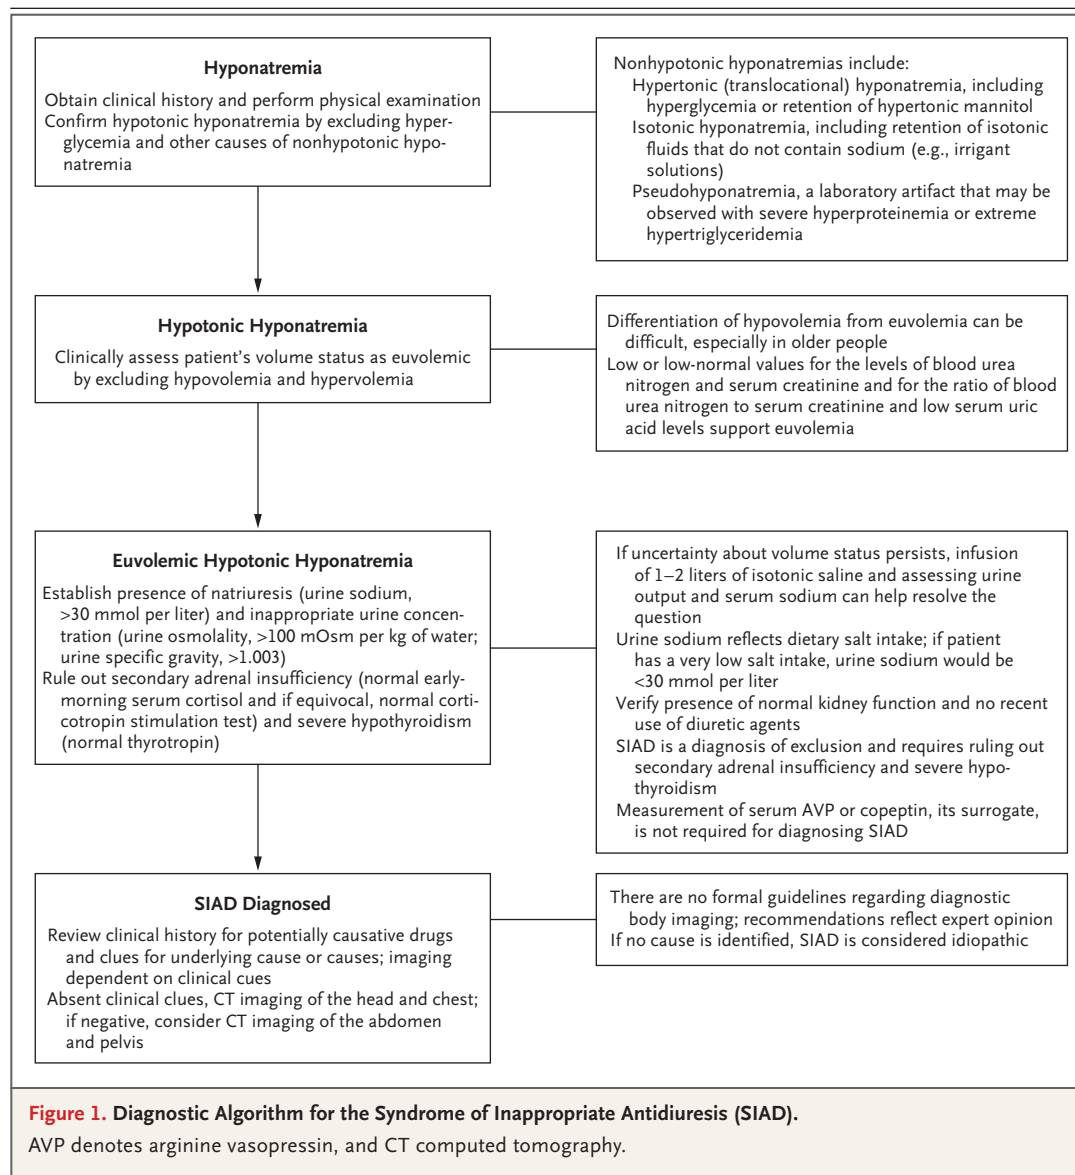 Hyponatremia
Obtain clinical history and perform physical examination
Confirm hypotonic hyponatremia by excluding hyper-
glycemia and other causes of nonhypotonic hypo-
natremia
Nonhypotonic hyponatremias include:
Hypertonic (translocational) hyponatremia, including
hyperglycemia or retention of hypertonic mannitol
Isotonic hyponatremia, including retention of isotonic
fluids that do not contain sodium (e.g., irrigant
solutions)
Pseudohyponatremia, a laboratory artifact that may be
observed with severe hyperproteinemia or extreme
hypertriglyceridemia
Hypotonic Hyponatremia
Clinically assess patient’s volume status as euvolemic
by excluding hypovolemia and hypervolemia
Differentiation of hypovolemia from euvolemia can be
difficult, especially in older people
Low or low-normal values for the levels of blood urea
nitrogen and serum creatinine and for the ratio of blood
urea nitrogen to serum creatinine and low serum uric
acid levels support euvolemia
Euvolemic Hypotonic Hyponatremia
Establish presence of natriuresis (urine sodium,
>30 mmol per liter) and inappropriate urine concen-
tration (urine osmolality, >100 mOsm per kg of water;
urine specific gravity, >1.003)
Rule out secondary adrenal insufficiency (normal early-
morning serum cortisol and if equivocal, normal corti-
cotropin stimulation test) and severe hypothyroidism
(normal thyrotropin)
If uncertainty about volume status persists, infusion
of 1–2 liters of isotonic saline and assessing urine
output and serum sodium can help resolve the
question
Urine sodium reflects dietary salt intake; if patient
has a very low salt intake, urine sodium would be
<30 mmol per liter
Verify presence of normal kidney function and no recent
use of diuretic agents
SIAD is a diagnosis of exclusion and requires ruling out
secondary adrenal insufficiency and severe hypo-
thyroidism
Measurement of serum AVP or copeptin, its surrogate,
is not required for diagnosing SIAD
SIAD Diagnosed
Review clinical history for potentially causative drugs
and clues for underlying cause or causes; imaging
dependent on clinical cues
Absent clinical clues, CT imaging of the head and chest;
if negative, consider CT imaging of the abdomen
and pelvis
There are no formal guidelines regarding diagnostic
body imaging; recommendations reflect expert opinion
If no cause is identified, SIAD is considered idiopathic
Figure 1. Diagnostic Algorithm for the Syndrome of Inappropriate Antidiuresis (SIAD).
AVP denotes arginine vasopressin, and CT computed tomography.